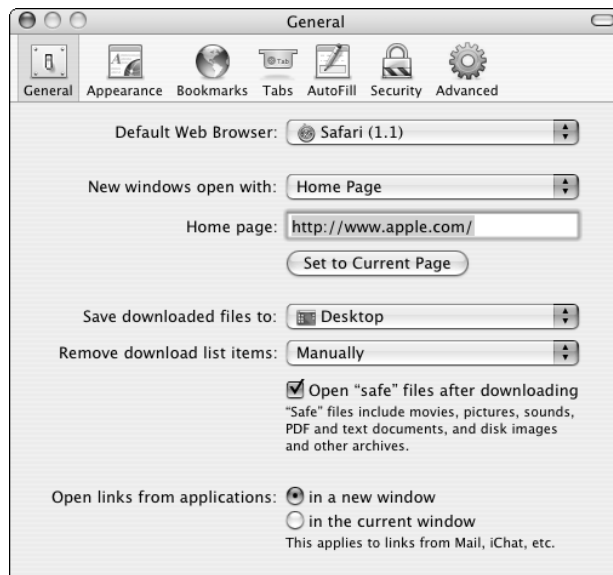 General
Tab
General Appearance Bookmarks Tabs AutoFill Security Advanced
Default Web Browser: Safari (1.1)
New windows open with: Home Page
Home page: http://www.apple.com/
Set to Current Page
Save downloaded files to: Desktop
Remove download list items: Manually
Open “safe” files after downloading
“Safe” files include movies, pictures, sounds,
PDF and text documents, and disk images
and other archives.
Open links from applications: in a new window
in the current window
This applies to links from Mail, iChat, etc.